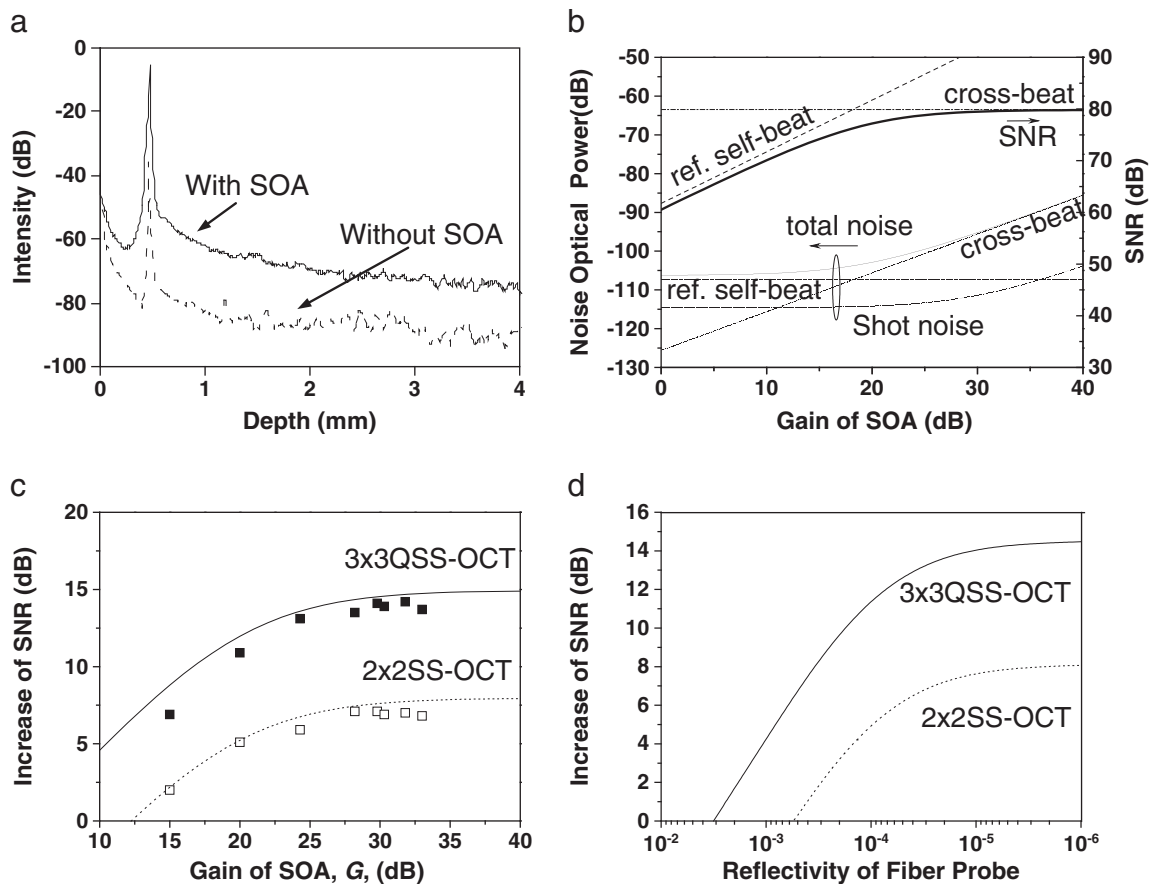 a
Intensity (dB)
0
-20
-40
-60
-80
-100
With SOA
Without SOA
0 1 2 3 4
Depth (mm)
b
Noise Optical Power(dB)
-50
-60
-70
-80
-90
-100
-110
-120
-130
90
80
70
60
50
40
30
SNR (dB)
cross-beat
SNR
ref. self-beat
total noise
cross-beat
ref. self-beat
Shot noise
0 10 20 30 40
Gain of SOA (dB)
c
Increase of SNR (dB)
20
15
10
5
0
3x3QSS-OCT
2x2SS-OCT
10 15 20 25 30 35 40
Gain of SOA, G, (dB)
d
Increase of SNR (dB)
16
14
12
10
8
6
4
2
0
3x3QSS-OCT
2x2SS-OCT
10⁻² 10⁻³ 10⁻⁴ 10⁻⁵ 10⁻⁶
Reflectivity of Fiber Probe